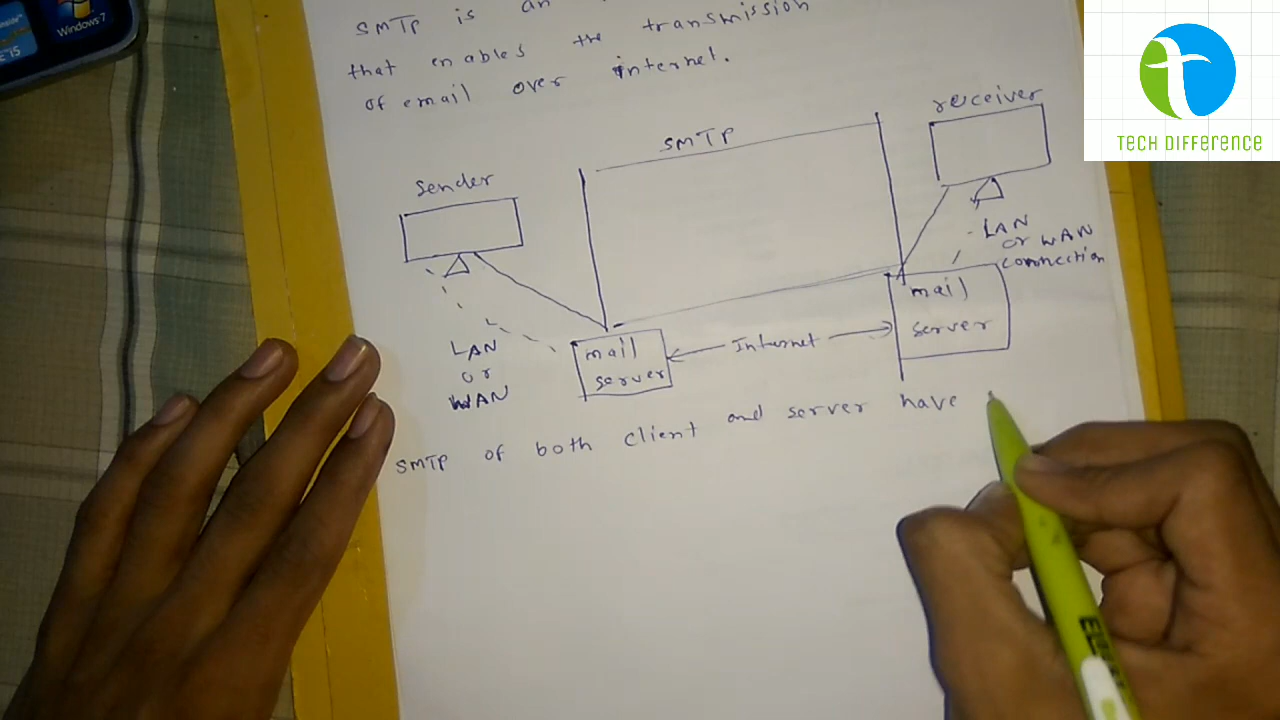 SMTP is an
that enables the transmission
of email over internet.
SMTP
receiver
sender
LAN
or WAN
connection
mail
server
Internet
mail
server
LAN
or
WAN
SMTP of both client and server have
Windows 7
TECH DIFFERENCE